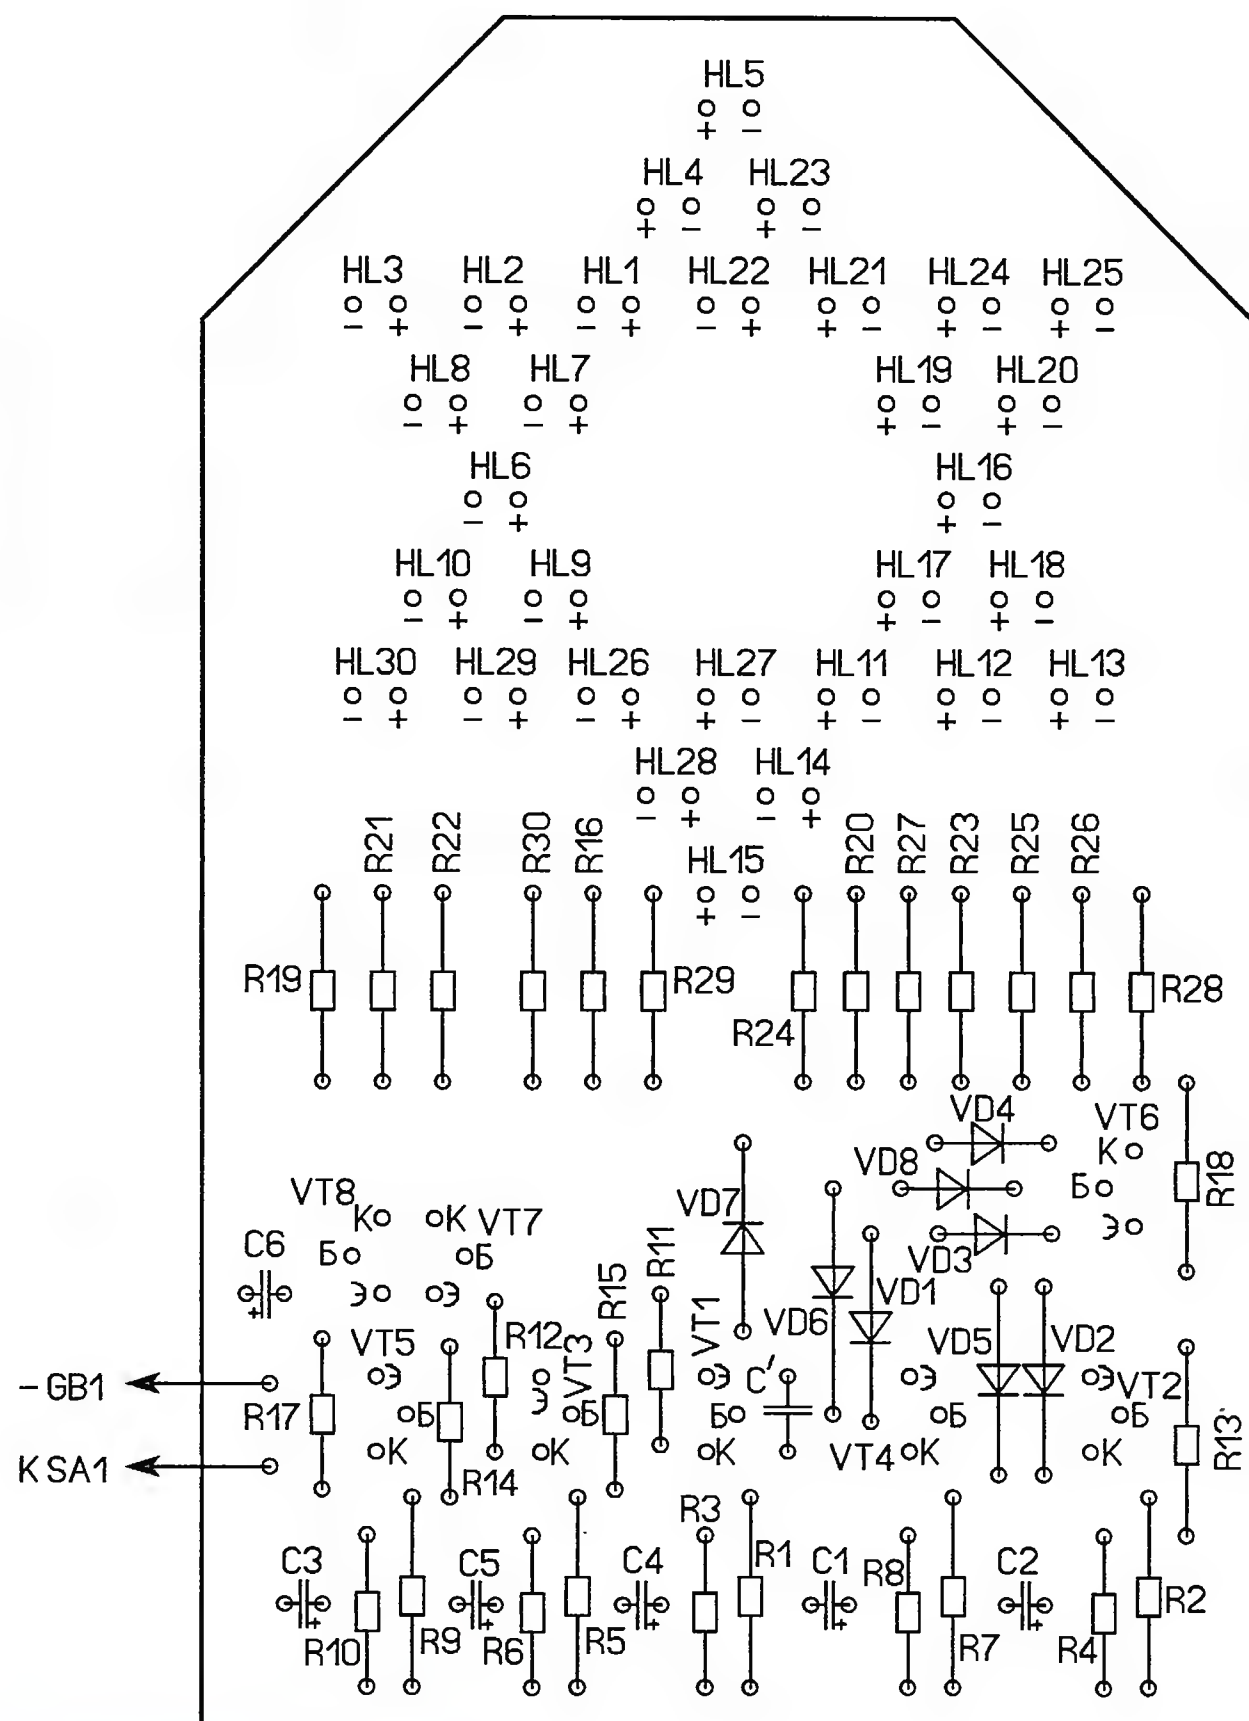 HL5
+ −
HL4 HL23
+ − + −
HL3 HL2 HL1 HL22 HL21 HL24 HL25
− + − + − + − + + − + − + −
HL8 HL7 HL19 HL20
− + − + + − + −
HL6 HL16
− + + −
HL10 HL9 HL17 HL18
− + − + + − + −
HL30 HL29 HL26 HL27 HL11 HL12 HL13
− + − + − + + − + − + − + −
HL28 HL14
− + − +
R21 R22 R30 R16 HL15 R20 R27 R23 R25 R26
+ −
R19 R29 R24 R28
VD4 VT6
К
VD8 R18
Б
VT8 К К VT7 VD7
Э
C6 Б Б R11 VD3
+ Э Э R15 VD1
VT5 R12 VT3 VT1 VD6 VD5 VD2
−GB1 Э Э Э C' Э Э VT2
R17 Б Б Б Б Б R13
К К К VT4 К К
К SA1 R14
R3
C3 C5 C4 R1 C1 R8 C2 R2
+ + + + +
R10 R9 R6 R5 R7 R4